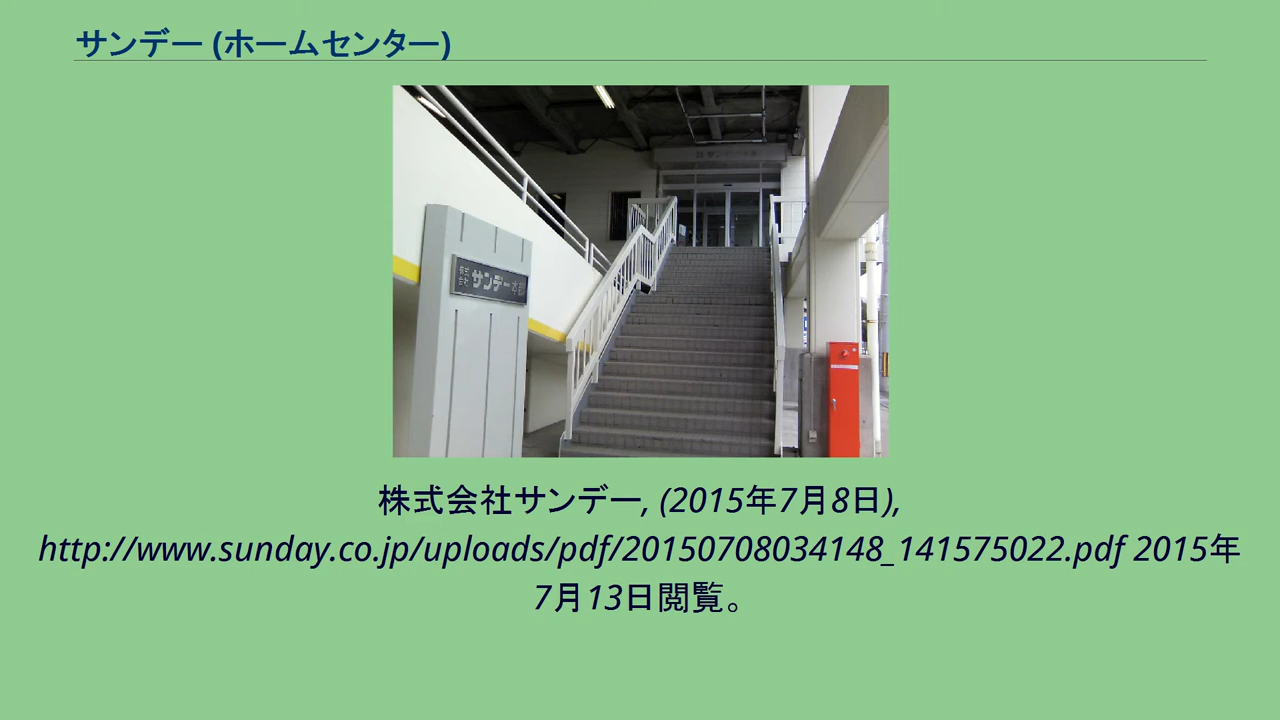 サンデー (ホームセンター)
株式
会社 サンデー本部
株式会社サンデー, (2015年7月8日),
http://www.sunday.co.jp/uploads/pdf/20150708034148_141575022.pdf 2015年
7月13日閲覧。